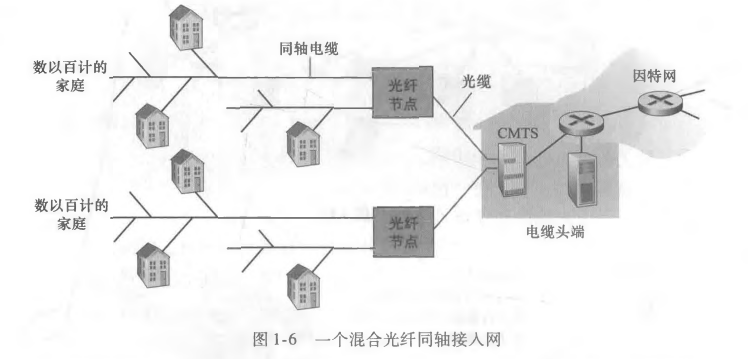 数以百计的
家庭
同轴电缆
光纤
节点
光缆
因特网
CMTS
数以百计的
家庭
光纤
节点
电缆头端
图 1-6 一个混合光纤同轴接入网